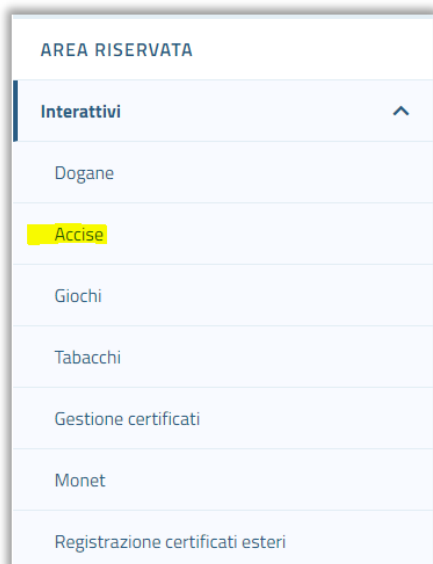 AREA RISERVATA
Interattivi
Dogane
Accise
Giochi
Tabacchi
Gestione certificati
Monet
Registrazione certificati esteri